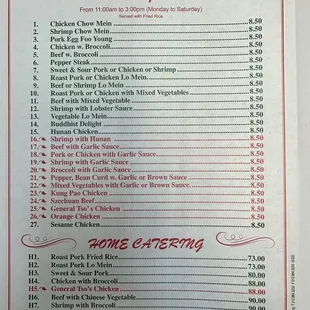 From 11:00am to 3:00pm (Monday to Saturday)
Served with Fried Rice
1. Chicken Chow Mein 8.50
2. Shrimp Chow Mein 8.50
3. Pork Egg Foo Young 8.50
4. Chicken w. Broccoli 8.50
5. Beef w. Broccoli 8.50
6. Pepper Steak 8.50
7. Sweet & Sour Pork or Chicken or Shrimp 8.50
8. Roast Pork or Chicken Lo Mein. 8.50
9. Beef or Shrimp Lo Mein 8.50
10. Roast Pork or Chicken with Mixed Vegetables 8.50
11. Beef with Mixed Vegetable 8.50
12. Shrimp with Lobster Sauce 8.50
13. Vegetable Lo Mein 8.50
14. Buddhist Delight 8.50
15. Hunan Chicken 8.50
16. Shrimp with Hunan 8.50
17. Beef with Garlic Sauce 8.50
18. Pork or Chicken with Garlic Sauce 8.50
19. Shrimp with Garlic Sauce 8.50
20. Broccoli with Garlic Sauce 8.50
21. Pepper, Bean Curd w. Garlic or Brown Sauce 8.50
22. Mixed Vegetables with Garlic or Brown Sauce 8.50
23. Kung Pao Chicken 8.50
24. Szechuan Beef 8.50
25. General Tso's Chicken 8.50
26. Orange Chicken 8.50
27. Sesame Chicken 8.50
HOME CATERING
H1. Roast Pork Fried Rice 73.00
H2. Roast Pork Lo Mein 73.00
H3. Sweet & Sour Pork 80.00
H4. Chicken with Broccoli 88.00
H5. General Tso's Chicken 88.00
H6. Beef with Chinese Vegetable 90.00
H7. Shrimp with Broccoli 90.00